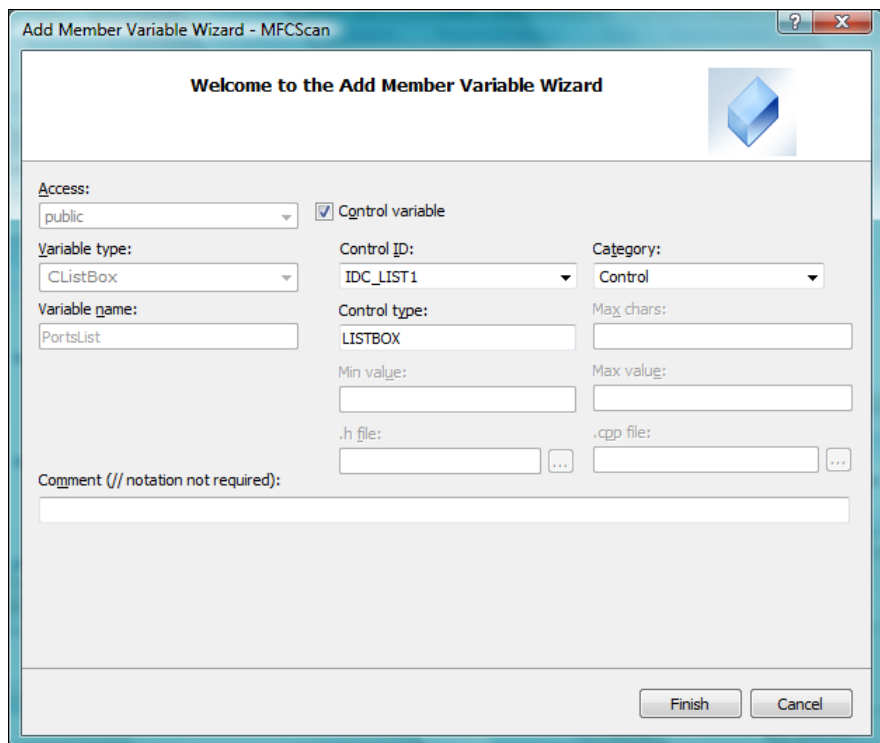 Add Member Variable Wizard - MFCScan
?
X
Welcome to the Add Member Variable Wizard
Access:
public
Control variable
Variable type:
Control ID:
Category:
CListBox
IDC_LIST1
Control
Variable name:
Control type:
Max chars:
PortsList
LISTBOX
Min value:
Max value:
.h file:
.cpp file:
...
...
Comment (// notation not required):
Finish
Cancel